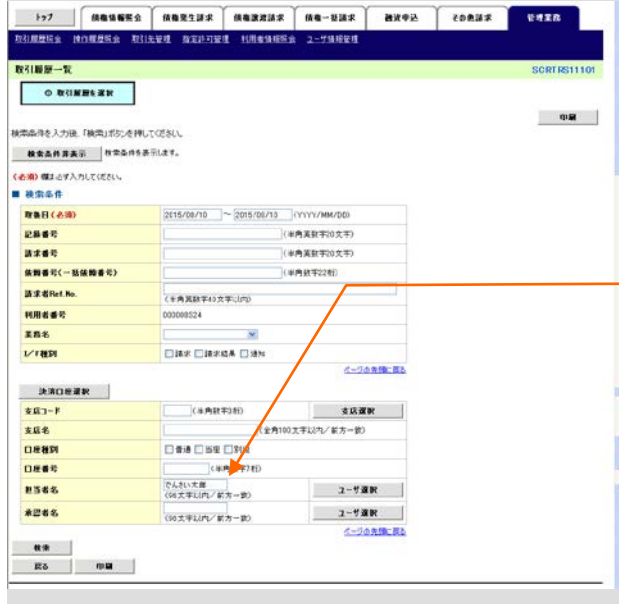 トップ 債権情報照会 債権発生請求 債権譲渡請求 債権一括請求 融資申込 その他請求 管理業務
取引履歴照会 操作履歴照会 取引先管理 指定許可管理 利用者情報照会 ユーザ情報管理
取引履歴一覧 SCRTRS11101
① 取引履歴を選択
印刷
検索条件を入力後、「検索」ボタンを押してください。
検索条件非表示 検索条件を表示します。
(必須)欄は必ず入力してください。
■ 検索条件
取扱日(必須) 2015/08/10 ～ 2015/08/10 (YYYY/MM/DD)
記録番号 (半角英数字20文字)
請求番号 (半角英数字20文字)
依頼番号(一括依頼番号) (半角数字22桁)
請求者Ref.No. (半角英数字40文字以内)
利用者番号 000000S24
業務名
I/F種別 □請求 □請求結果 □通知
ページの先頭に戻る
決済口座選択
支店コード (半角数字3桁) 支店選択
支店名 (全角100文字以内/前方一致)
口座種別 □普通 □当座 □別段
口座番号
担当者名 でんさい太郎 (96文字以内/前方一致) ユーザ選択
承認者名 (96文字以内/前方一致) ユーザ選択
ページの先頭に戻る
検索
戻る 印刷